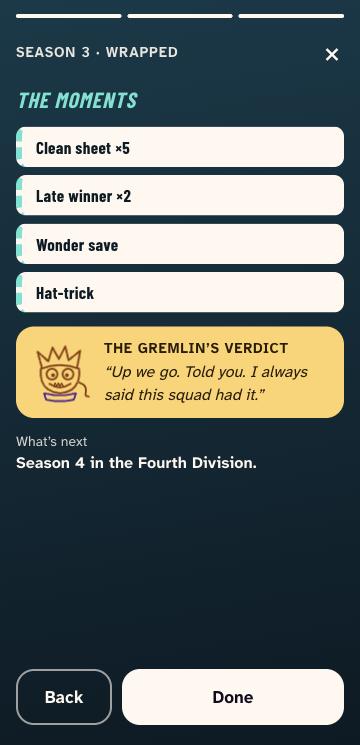 SEASON 3 · WRAPPED
×
THE MOMENTS
Clean sheet ×5
Late winner ×2
Wonder save
Hat-trick
THE GREMLIN’S VERDICT
“Up we go. Told you. I always
said this squad had it.”
What’s next
Season 4 in the Fourth Division.
Back
Done